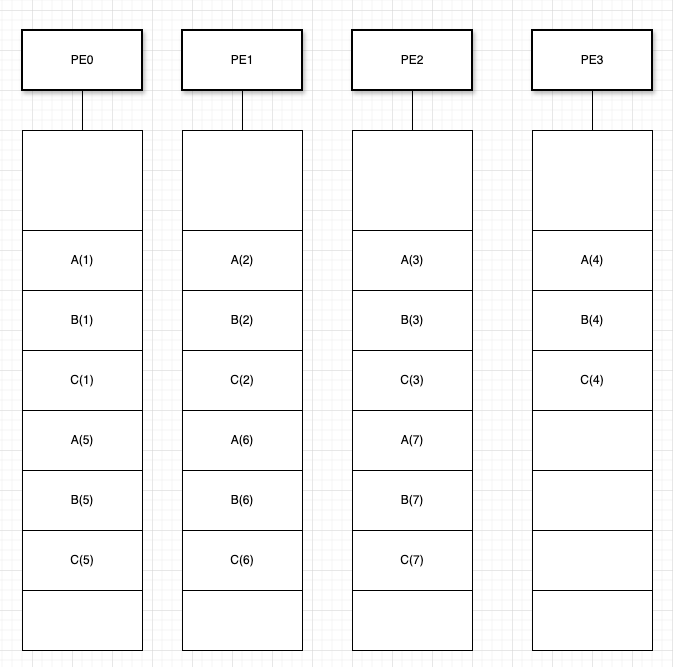 PE0 PE1 PE2 PE3
A(1) A(2) A(3) A(4)
B(1) B(2) B(3) B(4)
C(1) C(2) C(3) C(4)
A(5) A(6) A(7)
B(5) B(6) B(7)
C(5) C(6) C(7)